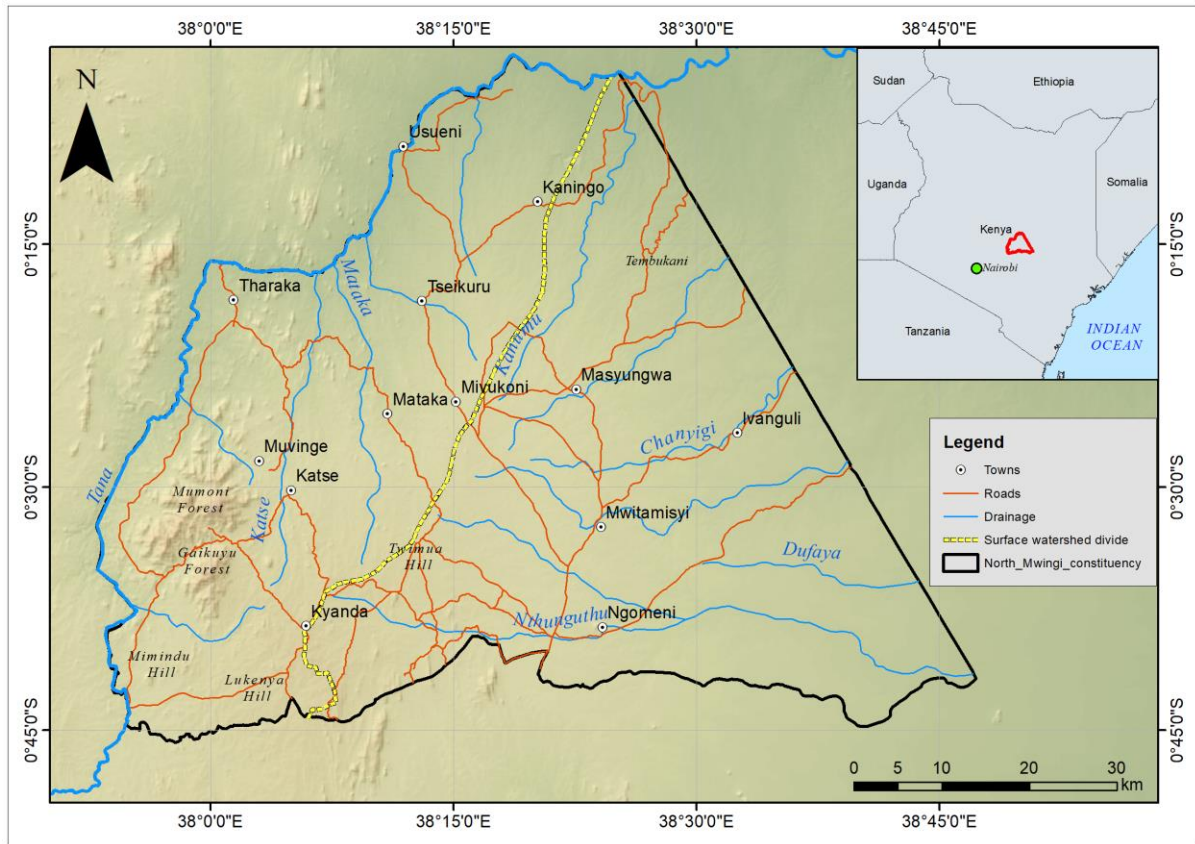 38°0'0"E
38°15'0"E
38°30'0"E
38°45'0"E
N
Sudan
Ethiopia
Uganda
Somalia
Kenya
Nairobi
Tanzania
INDIAN
OCEAN
Usueni
Kaningo
0°15'0"S
0°15'0"S
Tembukani
Mataka
Tharaka
Tseikuru
Kanumu
Masyungwa
Mivukoni
Mataka
Ivanguli
Chanyigi
Muvinge
Katse
0°30'0"S
0°30'0"S
Tana
Mumoni
Forest
Katse
Mwitamisyi
Gaikuyu
Forest
Twimua
Hill
Dufaya
Kyanda
Nthunguthu
Ngomeni
Mimindu
Hill
Lukenya
Hill
0°45'0"S
0°45'0"S
Legend
Towns
Roads
Drainage
Surface watershed divide
North_Mwingi_constituency
0 5 10 20 30
km
38°0'0"E
38°15'0"E
38°30'0"E
38°45'0"E